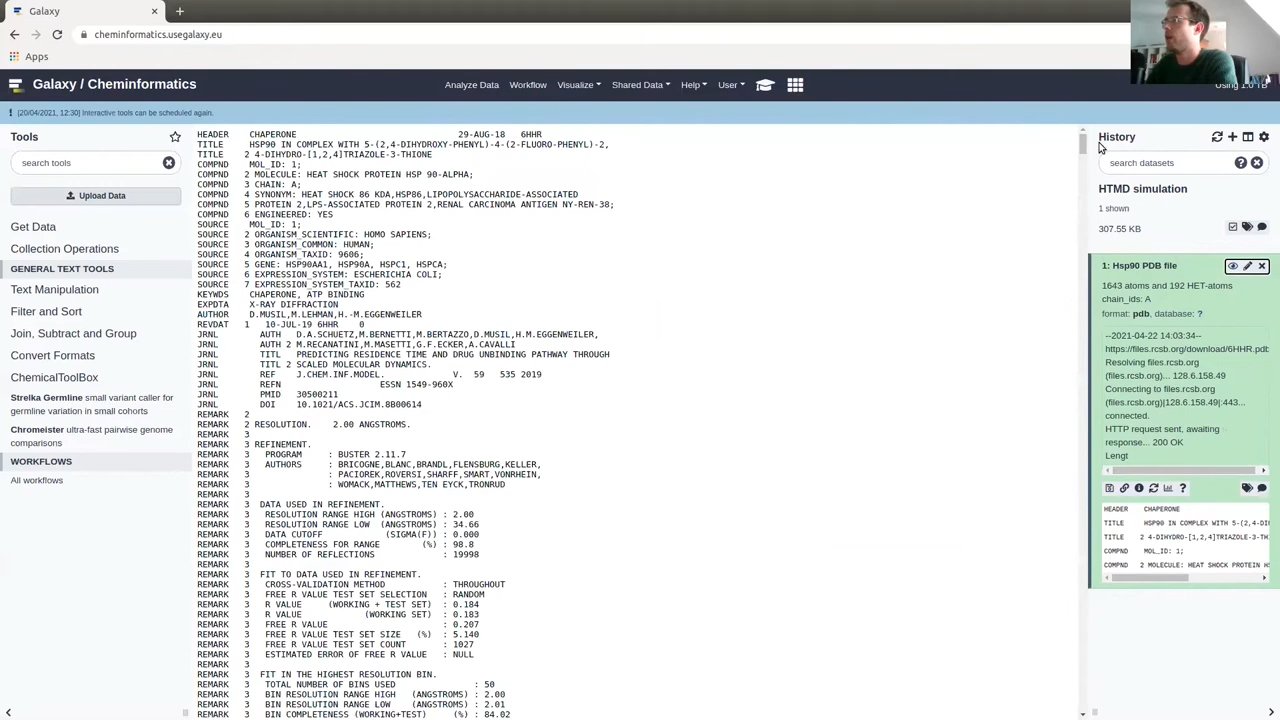 Galaxy
cheminformatics.usegalaxy.eu
Apps
Galaxy / Cheminformatics
Analyze Data
Workflow
Visualize
Shared Data
Help
User
[20/04/2021, 12:30] Interactive tools can be scheduled again.
Tools
search tools
Upload Data
Get Data
Collection Operations
GENERAL TEXT TOOLS
Text Manipulation
Filter and Sort
Join, Subtract and Group
Convert Formats
ChemicalToolBox
Strelka Germline small variant caller for
germline variation in small cohorts
Chromeister ultra-fast pairwise genome
comparisons
WORKFLOWS
All workflows
HEADER CHAPERONE 29-AUG-18 6HHR
TITLE HSP90 IN COMPLEX WITH 5-(2,4-DIHYDROXY-PHENYL)-4-(2-FLUORO-PHENYL)-2,
TITLE 2 4-DIHYDRO-[1,2,4]TRIAZOLE-3-THIONE
COMPND MOL_ID: 1;
COMPND 2 MOLECULE: HEAT SHOCK PROTEIN HSP 90-ALPHA;
COMPND 3 CHAIN: A;
COMPND 4 SYNONYM: HEAT SHOCK 86 KDA,HSP86,LIPOPOLYSACCHARIDE-ASSOCIATED
COMPND 5 PROTEIN 2,LPS-ASSOCIATED PROTEIN 2,RENAL CARCINOMA ANTIGEN NY-REN-38;
COMPND 6 ENGINEERED: YES
SOURCE MOL_ID: 1;
SOURCE 2 ORGANISM_SCIENTIFIC: HOMO SAPIENS;
SOURCE 3 ORGANISM_COMMON: HUMAN;
SOURCE 4 ORGANISM_TAXID: 9606;
SOURCE 5 GENE: HSP90AA1, HSP90A, HSPC1, HSPCA;
SOURCE 6 EXPRESSION_SYSTEM: ESCHERICHIA COLI;
SOURCE 7 EXPRESSION_SYSTEM_TAXID: 562
KEYWDS CHAPERONE, ATP BINDING
EXPDTA X-RAY DIFFRACTION
AUTHOR D.MUSIL,M.LEHMAN,H.-M.EGGENWEILER
REVDAT 1 10-JUL-19 6HHR 0
JRNL AUTH D.A.SCHUETZ,M.BERNETTI,M.BERTAZZO,D.MUSIL,H.M.EGGENWEILER,
JRNL AUTH 2 M.RECANATINI,M.MASETTI,G.F.ECKER,A.CAVALLI
JRNL TITL PREDICTING RESIDENCE TIME AND DRUG UNBINDING PATHWAY THROUGH
JRNL TITL 2 SCALED MOLECULAR DYNAMICS.
JRNL REF J.CHEM.INF.MODEL. V. 59 535 2019
JRNL REFN ESSN 1549-960X
JRNL PMID 30500211
JRNL DOI 10.1021/ACS.JCIM.8B00614
REMARK 2
REMARK 2 RESOLUTION. 2.00 ANGSTROMS.
REMARK 3
REMARK 3 REFINEMENT.
REMARK 3 PROGRAM : BUSTER 2.11.7
REMARK 3 AUTHORS : BRICOGNE,BLANC,BRANDL,FLENSBURG,KELLER,
REMARK 3 : PACIOREK,ROVERSI,SHARFF,SMART,VONRHEIN,
REMARK 3 : WOMACK,MATTHEWS,TEN EYCK,TRONRUD
REMARK 3
REMARK 3 DATA USED IN REFINEMENT.
REMARK 3 RESOLUTION RANGE HIGH (ANGSTROMS) : 2.00
REMARK 3 RESOLUTION RANGE LOW (ANGSTROMS) : 34.66
REMARK 3 DATA CUTOFF (SIGMA(F)) : 0.000
REMARK 3 COMPLETENESS FOR RANGE (%) : 98.8
REMARK 3 NUMBER OF REFLECTIONS : 19998
REMARK 3
REMARK 3 FIT TO DATA USED IN REFINEMENT.
REMARK 3 CROSS-VALIDATION METHOD : THROUGHOUT
REMARK 3 FREE R VALUE TEST SET SELECTION : RANDOM
REMARK 3 R VALUE (WORKING + TEST SET) : 0.184
REMARK 3 R VALUE (WORKING SET) : 0.183
REMARK 3 FREE R VALUE : 0.207
REMARK 3 FREE R VALUE TEST SET SIZE (%) : 5.140
REMARK 3 FREE R VALUE TEST SET COUNT : 1027
REMARK 3 ESTIMATED ERROR OF FREE R VALUE : NULL
REMARK 3
REMARK 3 FIT IN THE HIGHEST RESOLUTION BIN.
REMARK 3 TOTAL NUMBER OF BINS USED : 50
REMARK 3 BIN RESOLUTION RANGE HIGH (ANGSTROMS) : 2.00
REMARK 3 BIN RESOLUTION RANGE LOW (ANGSTROMS) : 2.01
REMARK 3 BIN COMPLETENESS (WORKING+TEST) (%) : 84.02
History
search datasets
HTMD simulation
1 shown
307.55 KB
1: Hsp90 PDB file
1643 atoms and 192 HET-atoms
chain_ids: A
format: pdb, database: ?
--2021-04-22 14:03:34--
https://files.rcsb.org/download/6HHR.pdb
Resolving files.rcsb.org
(files.rcsb.org)... 128.6.158.49
Connecting to files.rcsb.org
(files.rcsb.org)|128.6.158.49|:443...
connected.
HTTP request sent, awaiting
response... 200 OK
Lengt
HEADER CHAPERONE
TITLE HSP90 IN COMPLEX WITH 5-(2,4-DI
TITLE 2 4-DIHYDRO-[1,2,4]TRIAZOLE-3-TH
COMPND MOL_ID: 1;
COMPND 2 MOLECULE: HEAT SHOCK PROTEIN